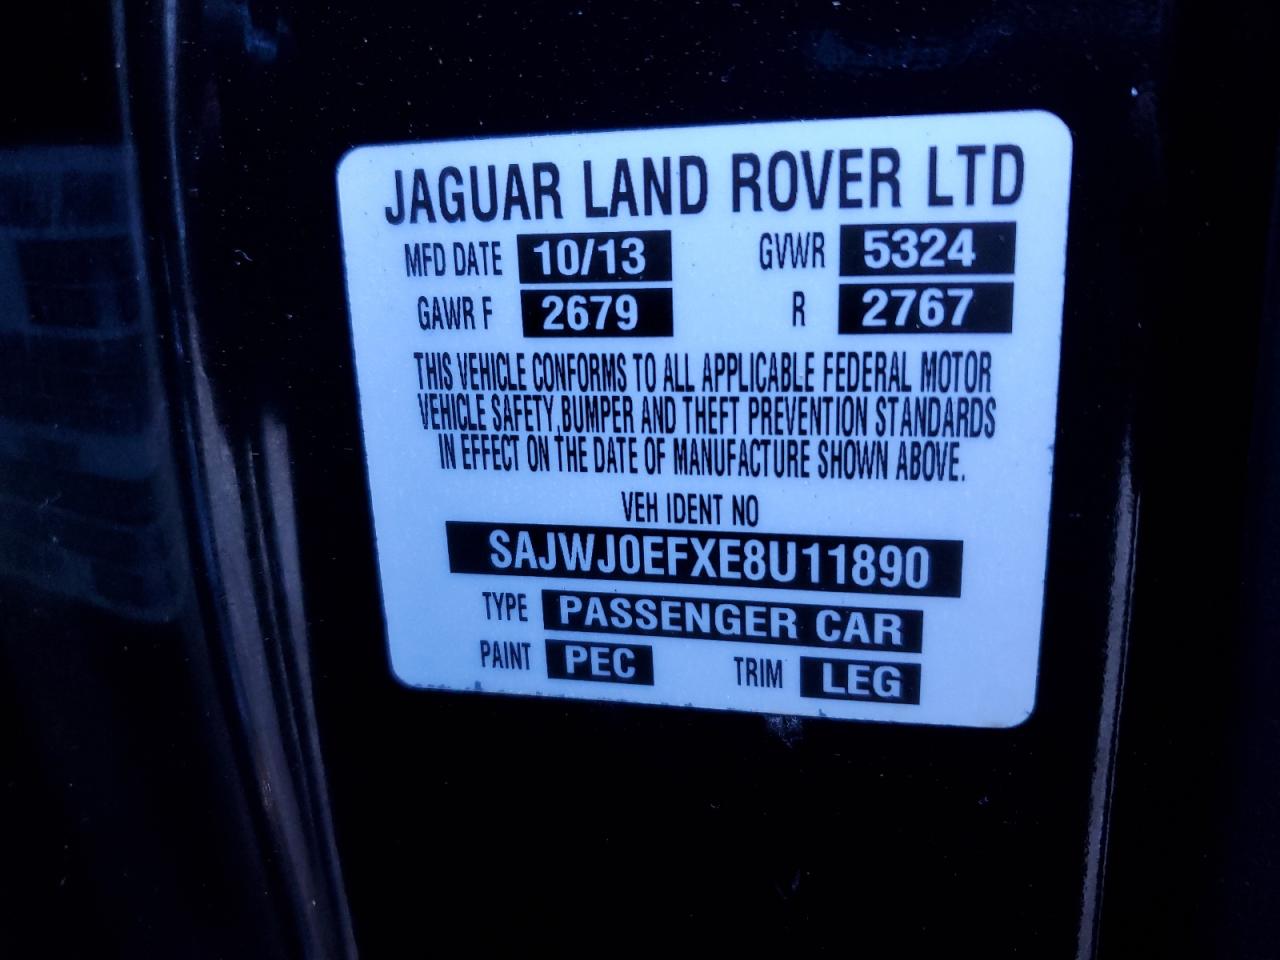 JAGUAR LAND ROVER LTD
MFD DATE 10/13 GVWR 5324
GAWR F 2679 R 2767
THIS VEHICLE CONFORMS TO ALL APPLICABLE FEDERAL MOTOR
VEHICLE SAFETY,BUMPER AND THEFT PREVENTION STANDARDS
IN EFFECT ON THE DATE OF MANUFACTURE SHOWN ABOVE.
VEH IDENT NO
SAJWJ0EFXE8U11890
TYPE PASSENGER CAR
PAINT PEC TRIM LEG